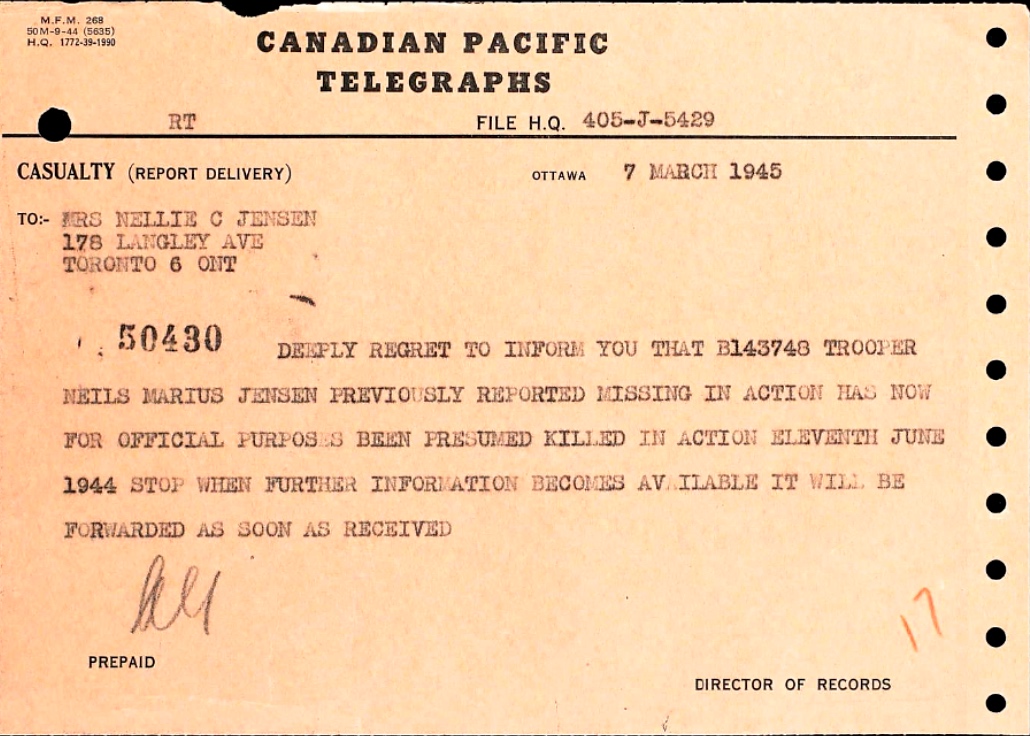 M.F.M. 268
50M-9-44 (5635)
H.Q. 1772-39-1990
CANADIAN PACIFIC
TELEGRAPHS
RT FILE H.Q. 405-J-5429
CASUALTY (REPORT DELIVERY) OTTAWA 7 MARCH 1945
TO:- MRS NELLIE C JENSEN
178 LANGLEY AVE
TORONTO 6 ONT
50430 DEEPLY REGRET TO INFORM YOU THAT B143748 TROOPER
NEILS MARIUS JENSEN PREVIOUSLY REPORTED MISSING IN ACTION HAS NOW
FOR OFFICIAL PURPOSES BEEN PRESUMED KILLED IN ACTION ELEVENTH JUNE
1944 STOP WHEN FURTHER INFORMATION BECOMES AVAILABLE IT WILL BE
FORWARDED AS SOON AS RECEIVED
PREPAID
17
DIRECTOR OF RECORDS